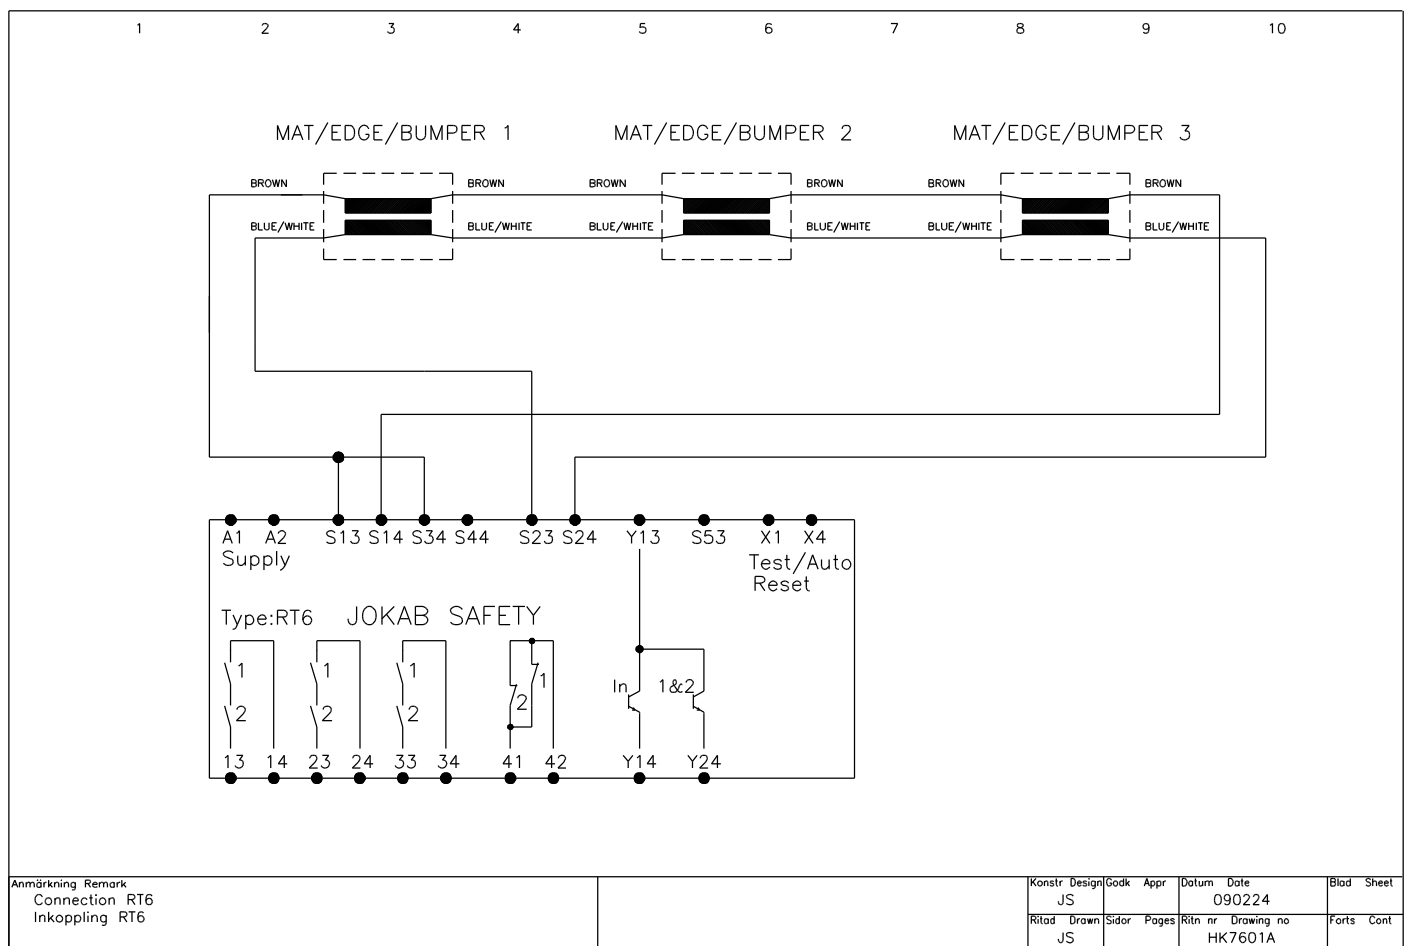 1 2 3 4 5 6 7 8 9 10
MAT/EDGE/BUMPER 1 MAT/EDGE/BUMPER 2 MAT/EDGE/BUMPER 3
BROWN BROWN BROWN BROWN BROWN BROWN
BLUE/WHITE BLUE/WHITE BLUE/WHITE BLUE/WHITE BLUE/WHITE BLUE/WHITE
A1 A2 S13 S14 S34 S44 S23 S24 Y13 S53 X1 X4
Supply Test/Auto
Reset
Type:RT6 JOKAB SAFETY
1 1 1 1 In 1&2
2 2 2 2
13 14 23 24 33 34 41 42 Y14 Y24
Anmärkning Remark
Connection RT6
Inkoppling RT6
Konstr Design Godk Appr Datum Date Blad Sheet
JS 090224
Ritad Drawn Sidor Pages Ritn nr Drawing no Forts Cont
JS HK7601A